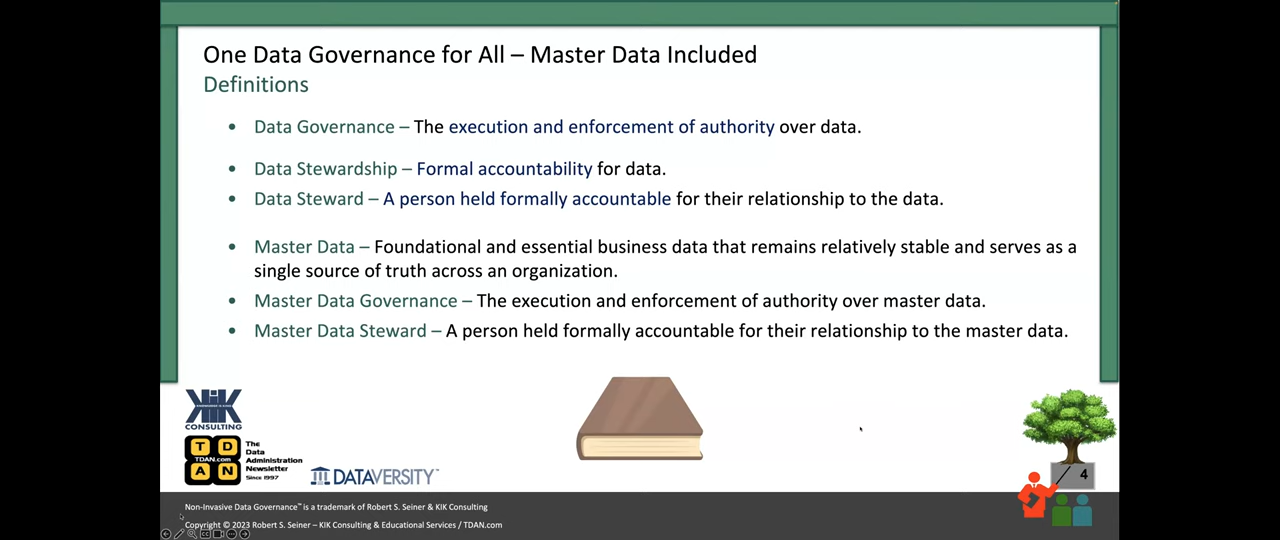 One Data Governance for All – Master Data Included
Definitions
• Data Governance – The execution and enforcement of authority over data.
• Data Stewardship – Formal accountability for data.
• Data Steward – A person held formally accountable for their relationship to the data.
• Master Data – Foundational and essential business data that remains relatively stable and serves as a
single source of truth across an organization.
• Master Data Governance – The execution and enforcement of authority over master data.
• Master Data Steward – A person held formally accountable for their relationship to the master data.
KIK
CONSULTING
T D
TDAN.com
A N
The
Data
Administration
Newsletter
Since 1997
DATAVERSITY™
4
Non-Invasive Data Governance™ is a trademark of Robert S. Seiner & KIK Consulting
Copyright © 2023 Robert S. Seiner – KIK Consulting & Educational Services / TDAN.com